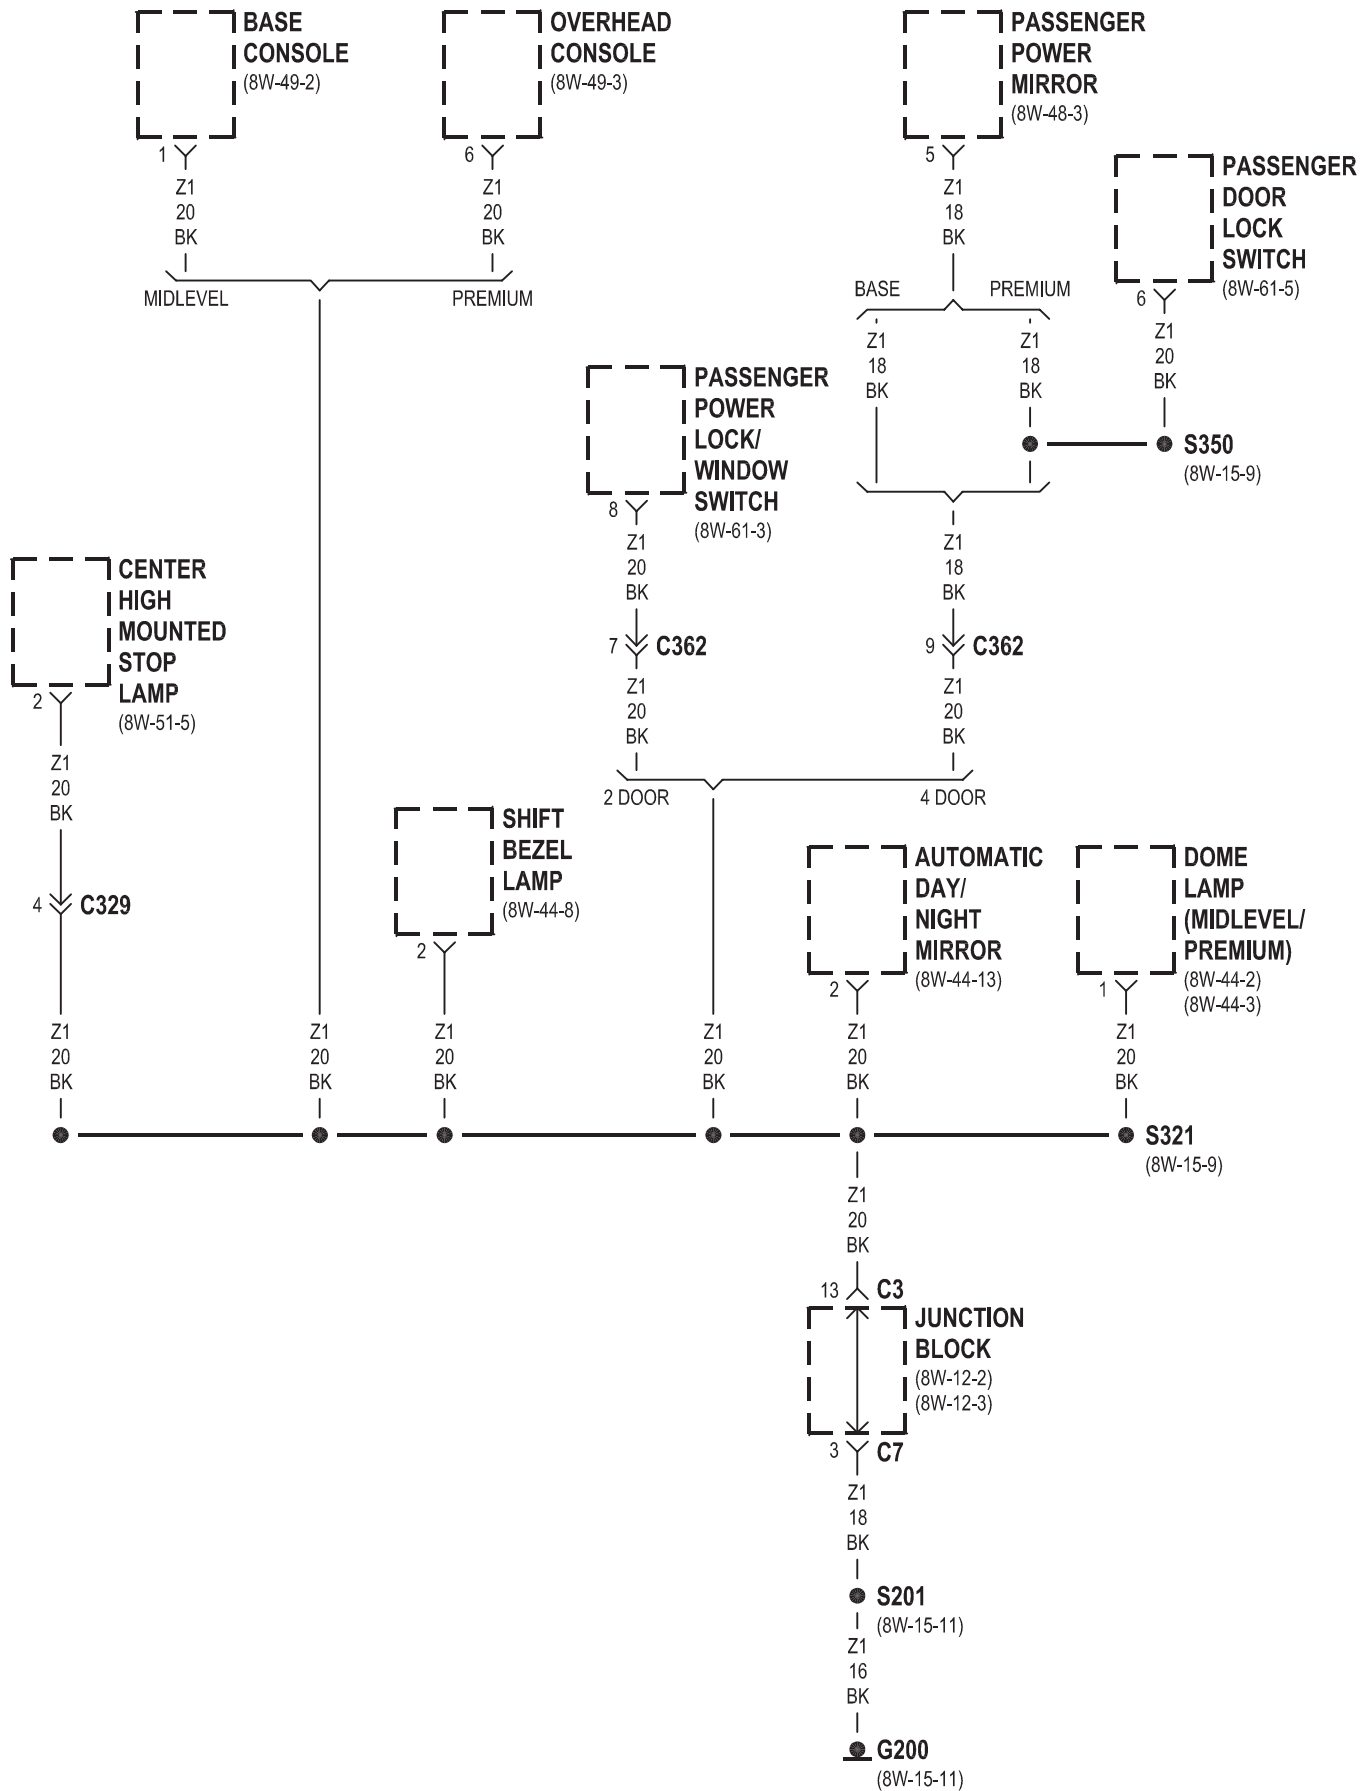 BASE
CONSOLE
(8W-49-2)
1
Z1
20
BK
MIDLEVEL
OVERHEAD
CONSOLE
(8W-49-3)
6
Z1
20
BK
PREMIUM
PASSENGER
POWER
MIRROR
(8W-48-3)
5
Z1
18
BK
BASE
PREMIUM
Z1
18
BK
Z1
18
BK
PASSENGER
DOOR
LOCK
SWITCH
(8W-61-5)
6
Z1
20
BK
S350
(8W-15-9)
PASSENGER
POWER
LOCK/
WINDOW
SWITCH
(8W-61-3)
8
Z1
20
BK
7
C362
Z1
20
BK
2 DOOR
Z1
18
BK
9
C362
Z1
20
BK
4 DOOR
CENTER
HIGH
MOUNTED
STOP
LAMP
(8W-51-5)
2
Z1
20
BK
4
C329
SHIFT
BEZEL
LAMP
(8W-44-8)
2
AUTOMATIC
DAY/
NIGHT
MIRROR
(8W-44-13)
2
DOME
LAMP
(MIDLEVEL/
PREMIUM)
(8W-44-2)
(8W-44-3)
1
Z1
20
BK
Z1
20
BK
Z1
20
BK
Z1
20
BK
Z1
20
BK
Z1
20
BK
S321
(8W-15-9)
Z1
20
BK
13
C3
JUNCTION
BLOCK
(8W-12-2)
(8W-12-3)
3
C7
Z1
18
BK
S201
(8W-15-11)
Z1
16
BK
G200
(8W-15-11)